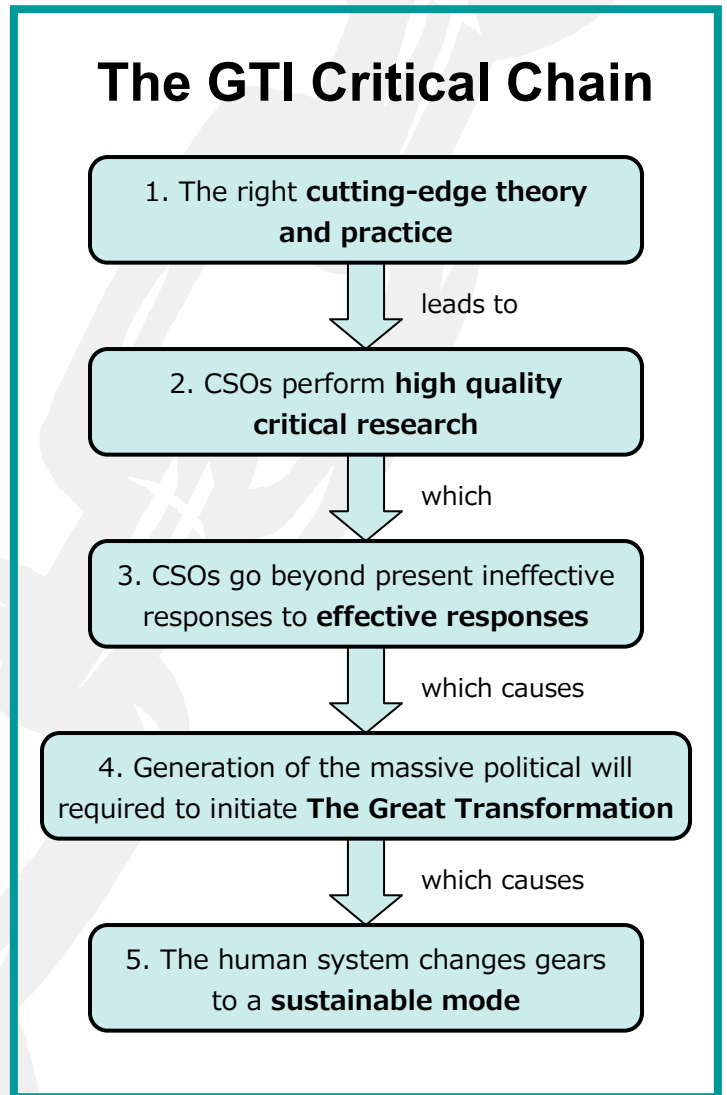 The GTI Critical Chain
1. The right cutting-edge theory
and practice
leads to
2. CSOs perform high quality
critical research
which
3. CSOs go beyond present ineffective
responses to effective responses
which causes
4. Generation of the massive political will
required to initiate The Great Transformation
which causes
5. The human system changes gears
to a sustainable mode